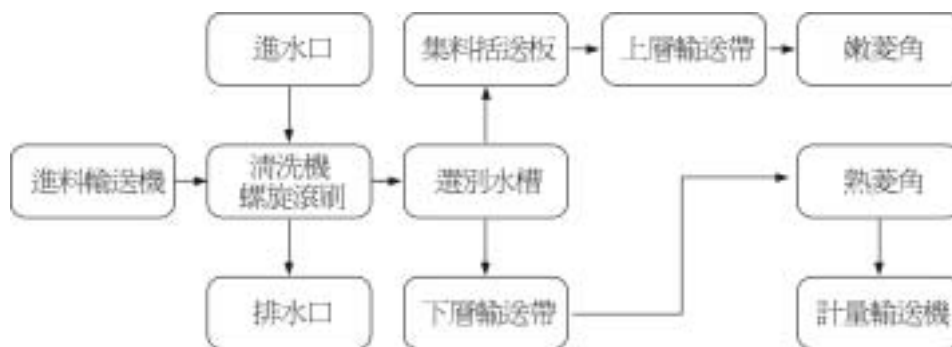 進水口
集料括送板
上層輸送帶
嫩菱角
進料輸送機
清洗機
螺旋滾刷
選別水槽
熟菱角
排水口
下層輸送帶
計量輸送機